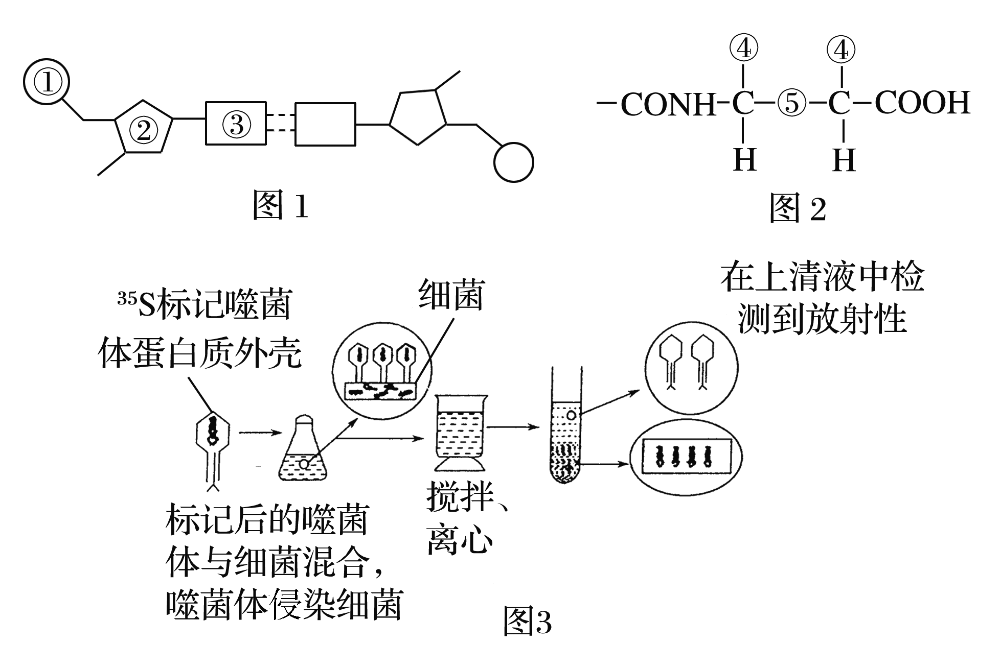 ①
②
③
图 1
④ ④
－CONH－C－⑤－C－COOH
H H
图 2
³⁵S标记噬菌
体蛋白质外壳
细菌
在上清液中检
测到放射性
搅拌、
离心
标记后的噬菌
体与细菌混合，
噬菌体侵染细菌
图3